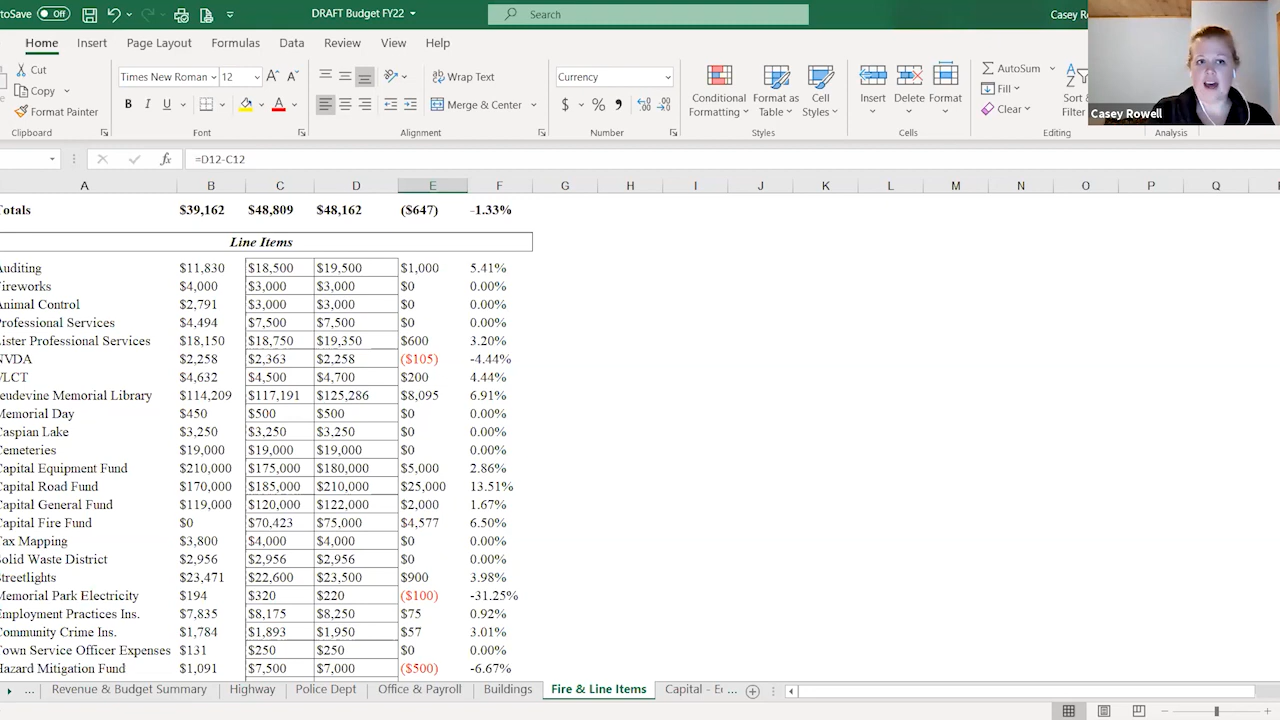 utoSave Off DRAFT Budget FY22 Search Casey Ro
Home Insert Page Layout Formulas Data Review View Help
Cut
Copy
Format Painter
Clipboard
Times New Roman 12
B I U A
Font
Wrap Text
Merge & Center
Alignment
Currency
$ % ,
Number
Conditional Formatting
Format as Table
Cell Styles
Styles
Insert Delete Format
Cells
AutoSum
Fill
Clear
Sort & Filter
Editing
Analysis
Casey Rowell
fx =D12-C12
A B C D E F G H I J K L M N O P Q
Totals $39,162 $48,809 $48,162 ($647) -1.33%
Line Items
Auditing $11,830 $18,500 $19,500 $1,000 5.41%
Fireworks $4,000 $3,000 $3,000 $0 0.00%
Animal Control $2,791 $3,000 $3,000 $0 0.00%
Professional Services $4,494 $7,500 $7,500 $0 0.00%
Lister Professional Services $18,150 $18,750 $19,350 $600 3.20%
NVDA $2,258 $2,363 $2,258 ($105) -4.44%
VLCT $4,632 $4,500 $4,700 $200 4.44%
eudevine Memorial Library $114,209 $117,191 $125,286 $8,095 6.91%
Memorial Day $450 $500 $500 $0 0.00%
Caspian Lake $3,250 $3,250 $3,250 $0 0.00%
Cemeteries $19,000 $19,000 $19,000 $0 0.00%
Capital Equipment Fund $210,000 $175,000 $180,000 $5,000 2.86%
Capital Road Fund $170,000 $185,000 $210,000 $25,000 13.51%
Capital General Fund $119,000 $120,000 $122,000 $2,000 1.67%
Capital Fire Fund $0 $70,423 $75,000 $4,577 6.50%
Tax Mapping $3,800 $4,000 $4,000 $0 0.00%
Solid Waste District $2,956 $2,956 $2,956 $0 0.00%
Streetlights $23,471 $22,600 $23,500 $900 3.98%
Memorial Park Electricity $194 $320 $220 ($100) -31.25%
Employment Practices Ins. $7,835 $8,175 $8,250 $75 0.92%
Community Crime Ins. $1,784 $1,893 $1,950 $57 3.01%
Town Service Officer Expenses $131 $250 $250 $0 0.00%
Hazard Mitigation Fund $1,091 $7,500 $7,000 ($500) -6.67%
... Revenue & Budget Summary Highway Police Dept Office & Payroll Buildings Fire & Line Items Capital - Ec ...